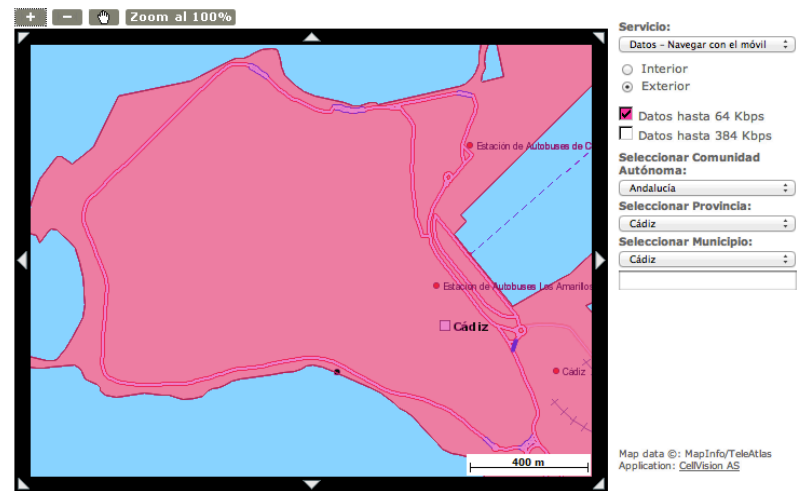 + − Zoom al 100%
Servicio:
Datos – Navegar con el móvil
Interior
Exterior
Datos hasta 64 Kbps
Datos hasta 384 Kbps
Seleccionar Comunidad
Autónoma:
Andalucía
Seleccionar Provincia:
Cádiz
Seleccionar Municipio:
Cádiz
Estación de Autobuses de C
Estación de Autobuses Los Amarillos
Cádiz
Cadiz
400 m
Map data ©: MapInfo/TeleAtlas
Application: CellVision AS